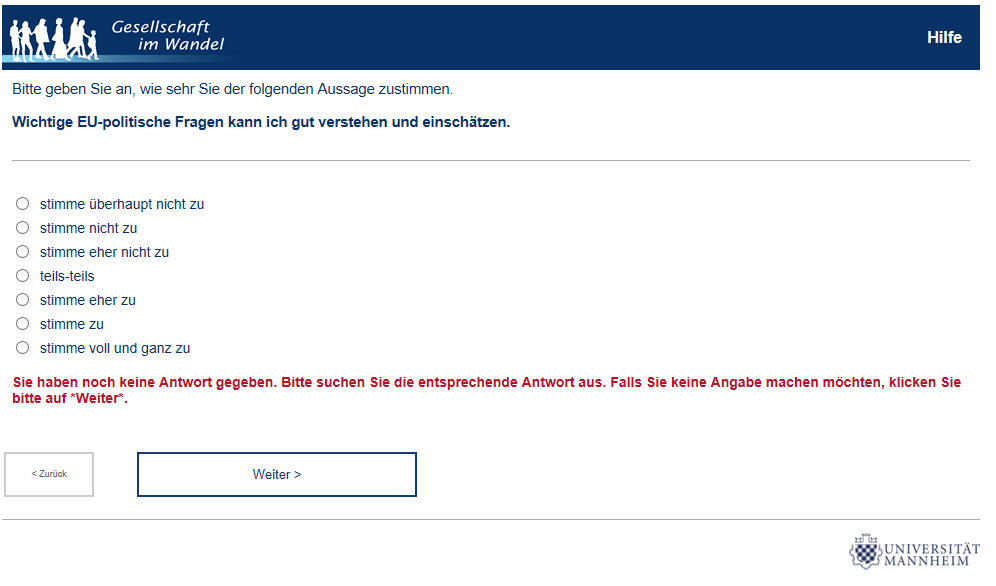 Gesellschaft
im Wandel
Hilfe
Bitte geben Sie an, wie sehr Sie der folgenden Aussage zustimmen.
Wichtige EU-politische Fragen kann ich gut verstehen und einschätzen.
stimme überhaupt nicht zu
stimme nicht zu
stimme eher nicht zu
teils-teils
stimme eher zu
stimme zu
stimme voll und ganz zu
Sie haben noch keine Antwort gegeben. Bitte suchen Sie die entsprechende Antwort aus. Falls Sie keine Angabe machen möchten, klicken Sie
bitte auf *Weiter*.
< Zurück
Weiter >
UNIVERSITÄT
MANNHEIM